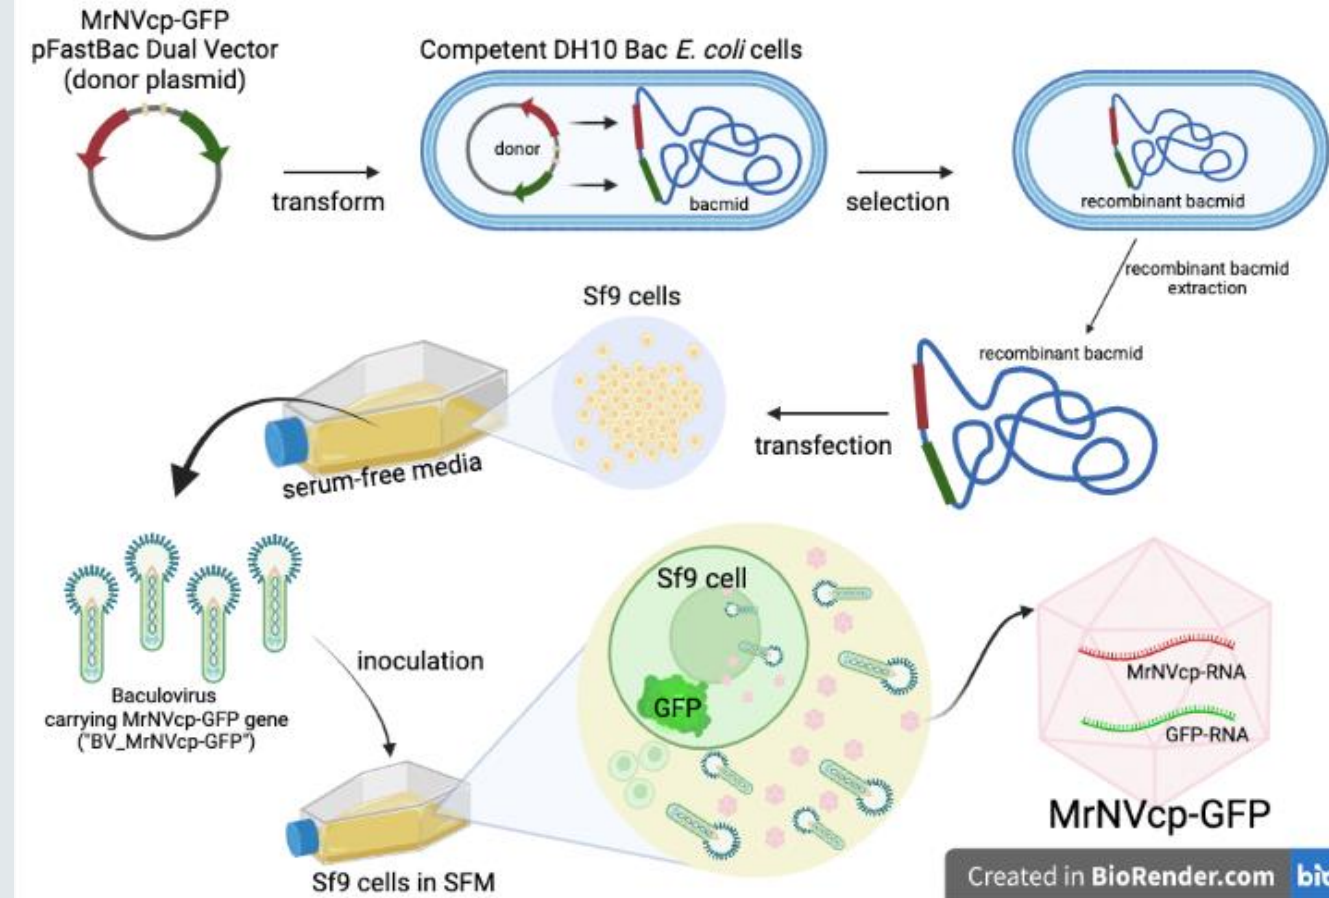 MrNVcp-GFP
pFastBac Dual Vector
(donor plasmid)
Competent DH10 Bac E. coli cells
donor
bacmid
transform
selection
recombinant bacmid
recombinant bacmid
extraction
recombinant bacmid
Sf9 cells
transfection
serum-free media
Baculovirus
carrying MrNVcp-GFP gene
("BV_MrNVcp-GFP")
inoculation
Sf9 cells in SFM
Sf9 cell
GFP
MrNVcp-RNA
GFP-RNA
MrNVcp-GFP
Created in BioRender.com